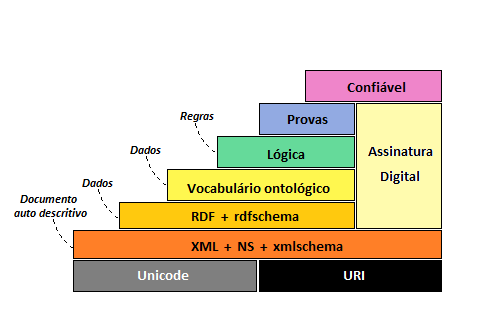 Confiável
Regras
Provas
Assinatura
Digital
Dados
Lógica
Dados
Vocabulário ontológico
Documento
auto descritivo
RDF + rdfschema
XML + NS + xmlschema
Unicode
URI